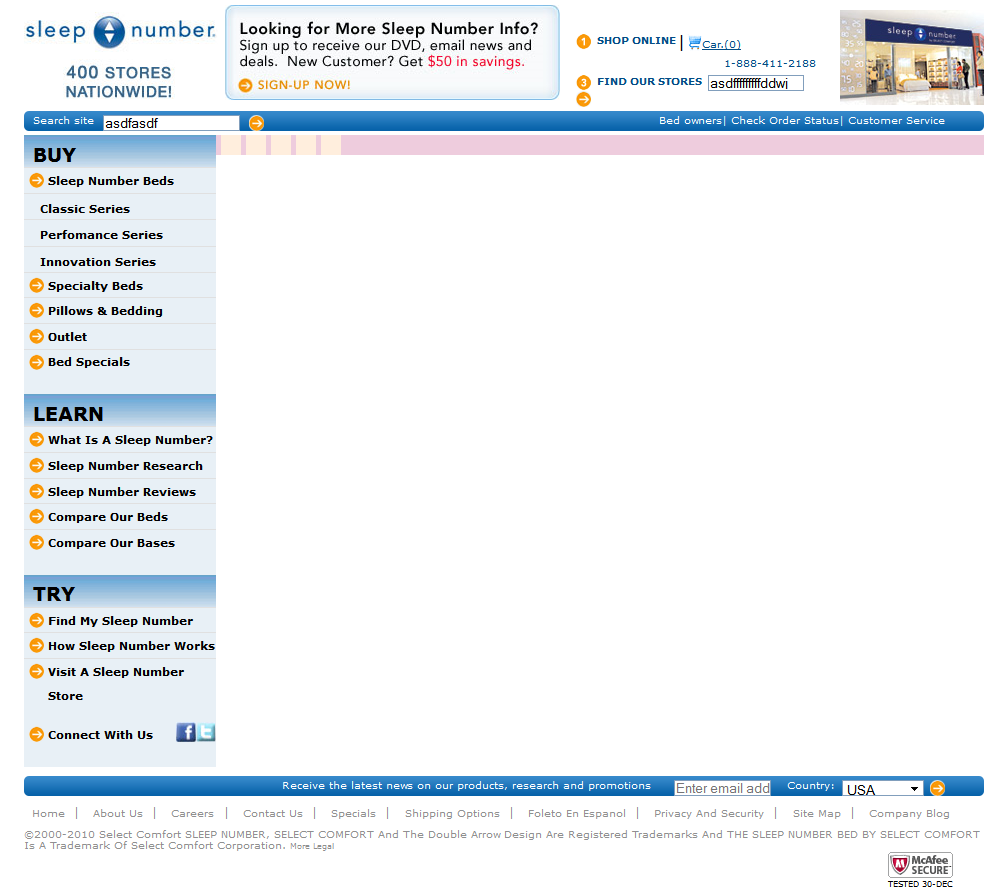 sleep number.
400 STORES
NATIONWIDE!
Looking for More Sleep Number Info?
Sign up to receive our DVD, email news and
deals. New Customer? Get $50 in savings.
SIGN-UP NOW!
1 SHOP ONLINE | Car.(0)
1-888-411-2188
3 FIND OUR STORES asdfffffffffddwj
sleep number
Search site asdfasdf
Bed owners| Check Order Status| Customer Service
BUY
Sleep Number Beds
Classic Series
Perfomance Series
Innovation Series
Specialty Beds
Pillows & Bedding
Outlet
Bed Specials
LEARN
What Is A Sleep Number?
Sleep Number Research
Sleep Number Reviews
Compare Our Beds
Compare Our Bases
TRY
Find My Sleep Number
How Sleep Number Works
Visit A Sleep Number
Store
Connect With Us f t
Receive the latest news on our products, research and promotions Enter email add Country: USA
Home | About Us | Careers | Contact Us | Specials | Shipping Options | Foleto En Espanol | Privacy And Security | Site Map | Company Blog
©2000-2010 Select Comfort SLEEP NUMBER, SELECT COMFORT And The Double Arrow Design Are Registered Trademarks And THE SLEEP NUMBER BED BY SELECT COMFORT
Is A Trademark Of Select Comfort Corporation. More Legal
McAfee
SECURE™
TESTED 30-DEC